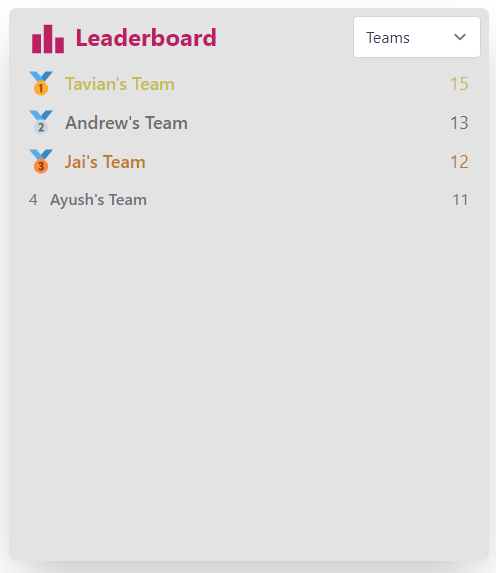 Leaderboard Teams
1 Tavian's Team 15
2 Andrew's Team 13
3 Jai's Team 12
4 Ayush's Team 11